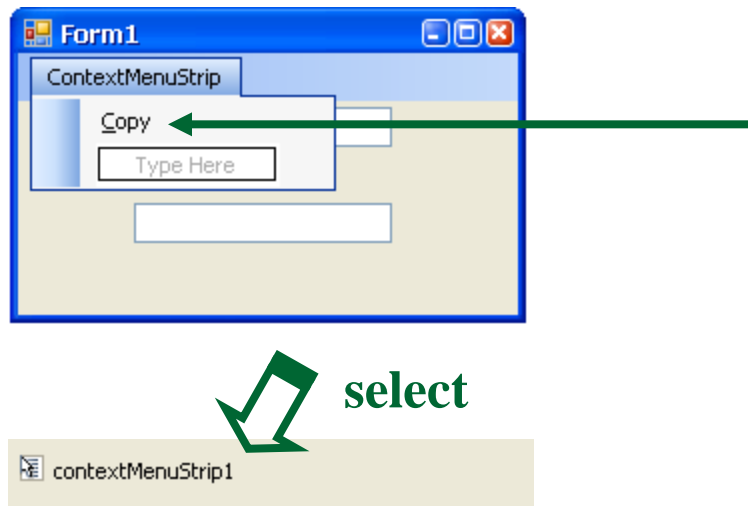 Form1
ContextMenuStrip
Copy
Type Here
select
contextMenuStrip1